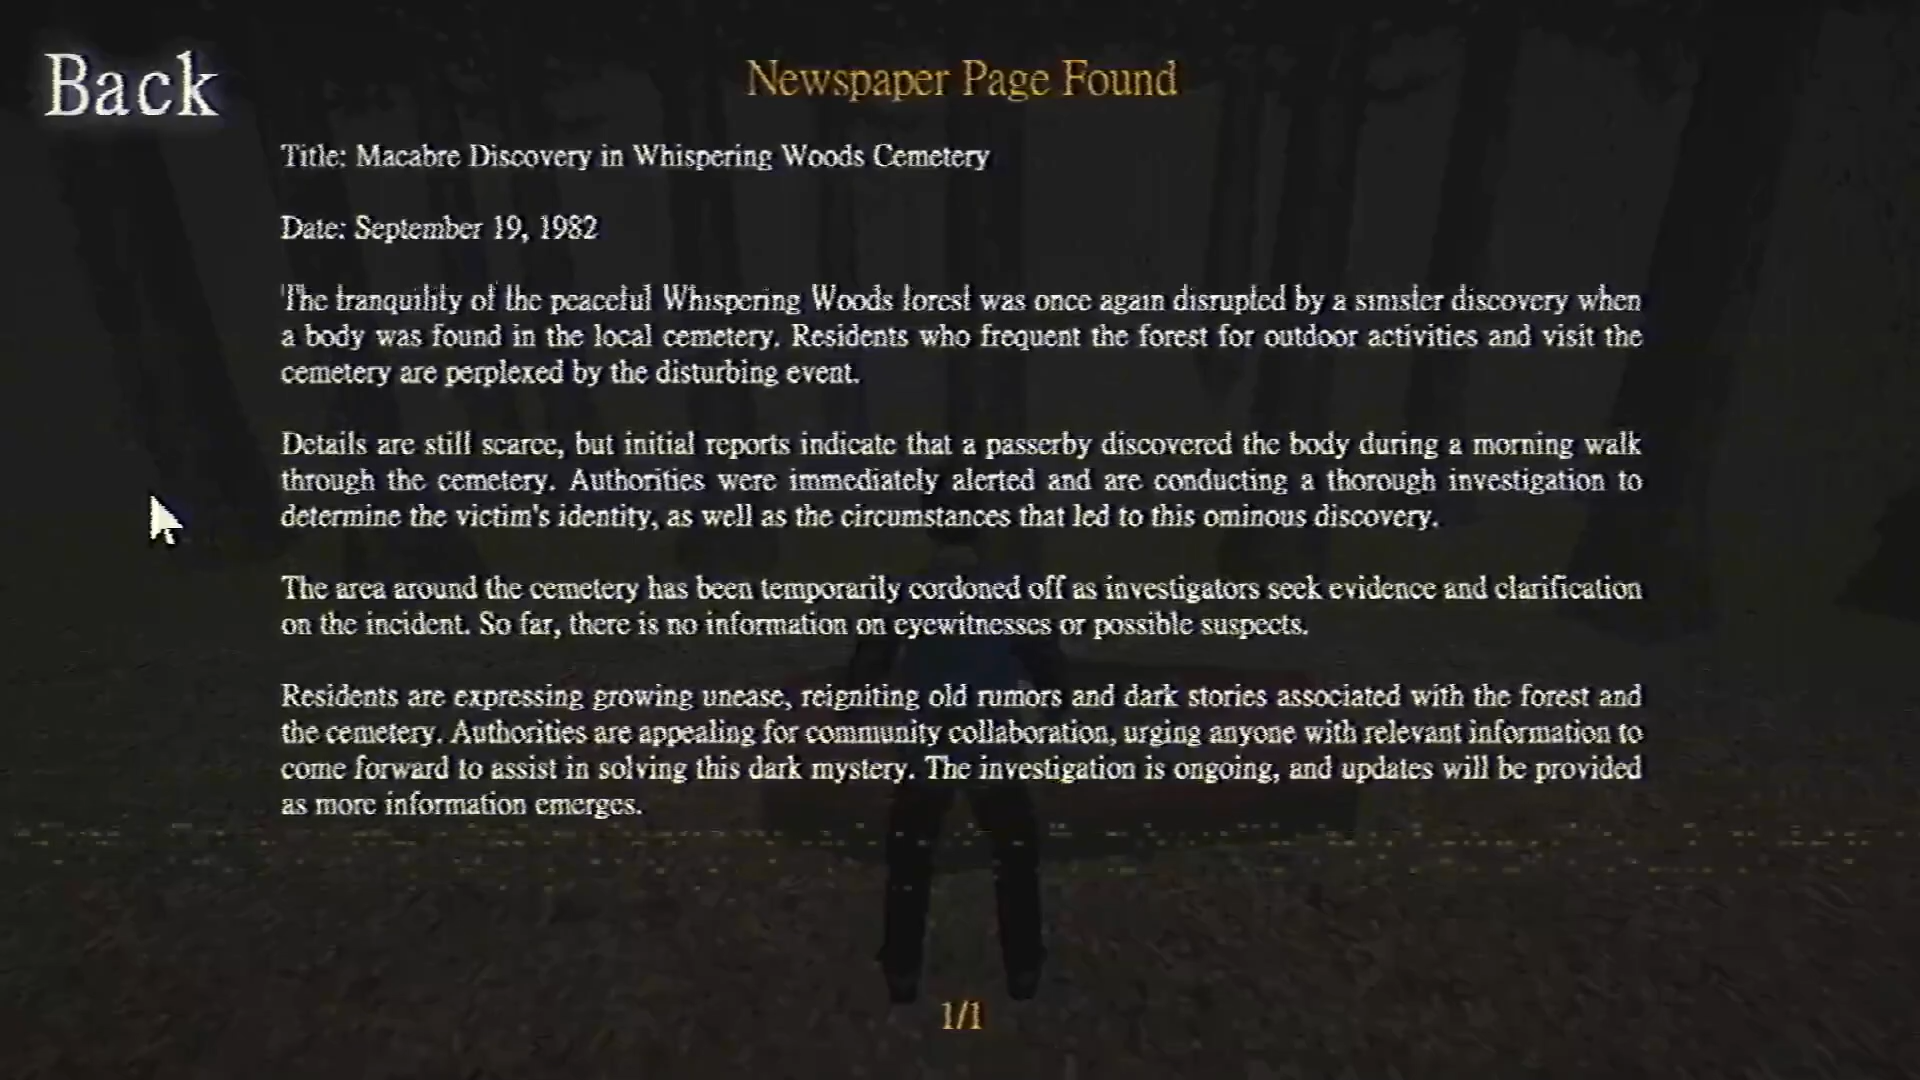 Back
Newspaper Page Found
Title: Macabre Discovery in Whispering Woods Cemetery
Date: September 19, 1982
The tranquility of the peaceful Whispering Woods forest was once again disrupted by a sinister discovery when
a body was found in the local cemetery. Residents who frequent the forest for outdoor activities and visit the
cemetery are perplexed by the disturbing event.
Details are still scarce, but initial reports indicate that a passerby discovered the body during a morning walk
through the cemetery. Authorities were immediately alerted and are conducting a thorough investigation to
determine the victim's identity, as well as the circumstances that led to this ominous discovery.
The area around the cemetery has been temporarily cordoned off as investigators seek evidence and clarification
on the incident. So far, there is no information on eyewitnesses or possible suspects.
Residents are expressing growing unease, reigniting old rumors and dark stories associated with the forest and
the cemetery. Authorities are appealing for community collaboration, urging anyone with relevant information to
come forward to assist in solving this dark mystery. The investigation is ongoing, and updates will be provided
as more information emerges.
1/1